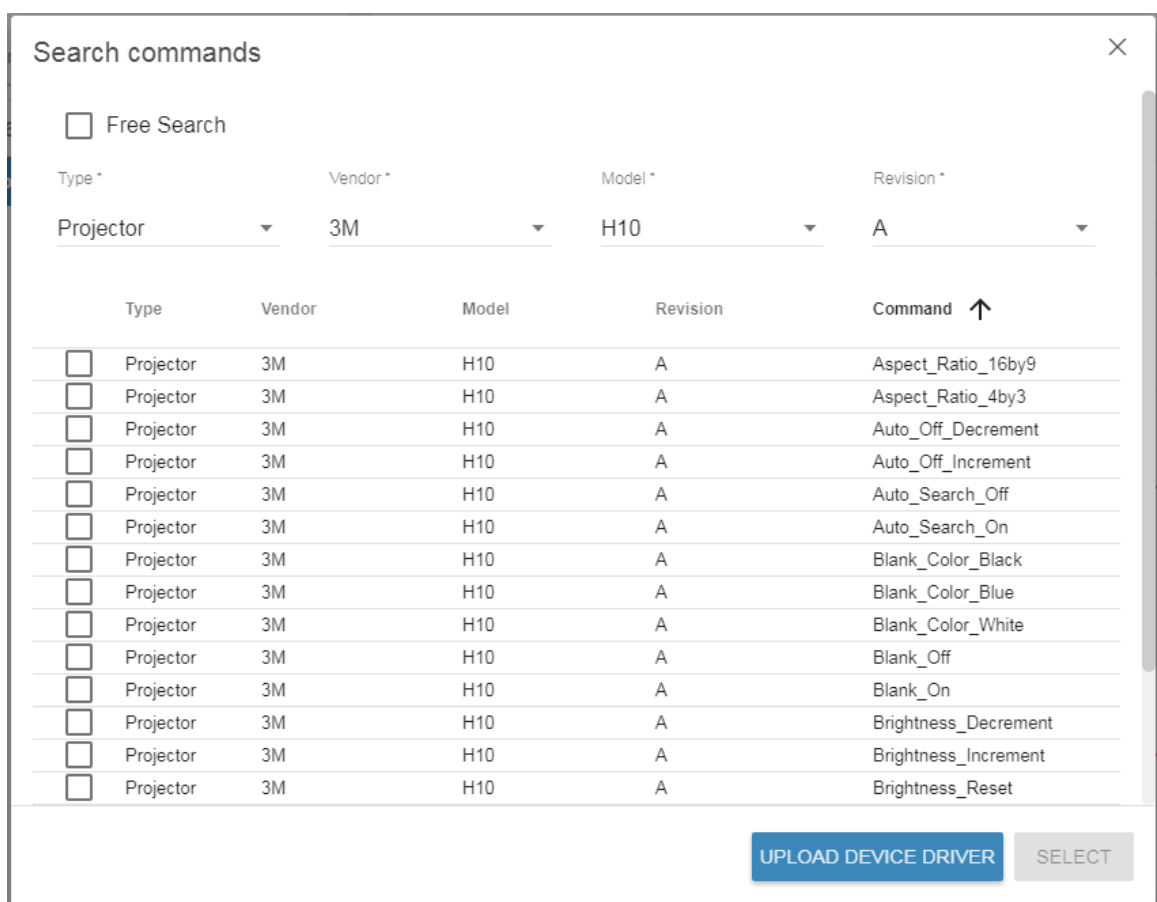 Search commands
Free Search
Type * Vendor * Model * Revision *
Projector 3M H10 A
Type Vendor Model Revision Command
Projector 3M H10 A Aspect_Ratio_16by9
Projector 3M H10 A Aspect_Ratio_4by3
Projector 3M H10 A Auto_Off_Decrement
Projector 3M H10 A Auto_Off_Increment
Projector 3M H10 A Auto_Search_Off
Projector 3M H10 A Auto_Search_On
Projector 3M H10 A Blank_Color_Black
Projector 3M H10 A Blank_Color_Blue
Projector 3M H10 A Blank_Color_White
Projector 3M H10 A Blank_Off
Projector 3M H10 A Blank_On
Projector 3M H10 A Brightness_Decrement
Projector 3M H10 A Brightness_Increment
Projector 3M H10 A Brightness_Reset
UPLOAD DEVICE DRIVER SELECT